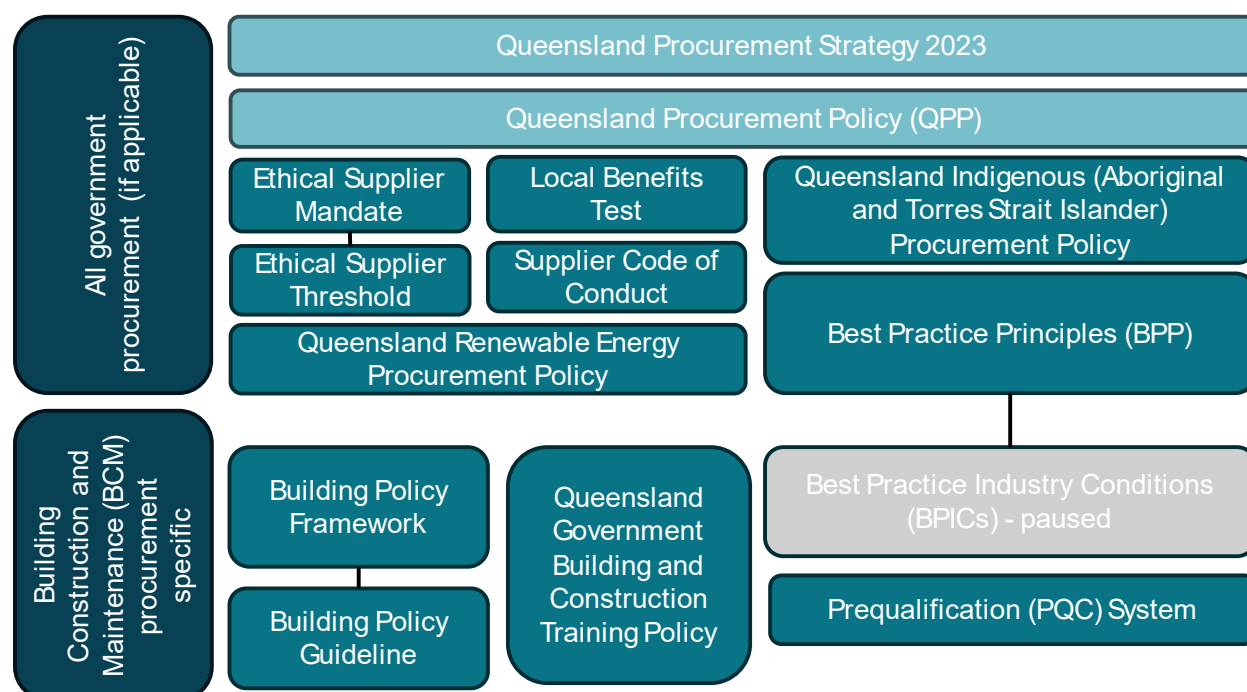 All government
procurement (if applicable)
Queensland Procurement Strategy 2023
Queensland Procurement Policy (QPP)
Ethical Supplier
Mandate
Local Benefits
Test
Queensland Indigenous (Aboriginal
and Torres Strait Islander)
Procurement Policy
Ethical Supplier
Threshold
Supplier Code of
Conduct
Best Practice Principles (BPP)
Queensland Renewable Energy
Procurement Policy
Building
Construction and
Maintenance (BCM)
procurement
specific
Building Policy
Framework
Queensland
Government
Building and
Construction
Training Policy
Best Practice Industry Conditions
(BPICs) - paused
Building Policy
Guideline
Prequalification (PQC) System